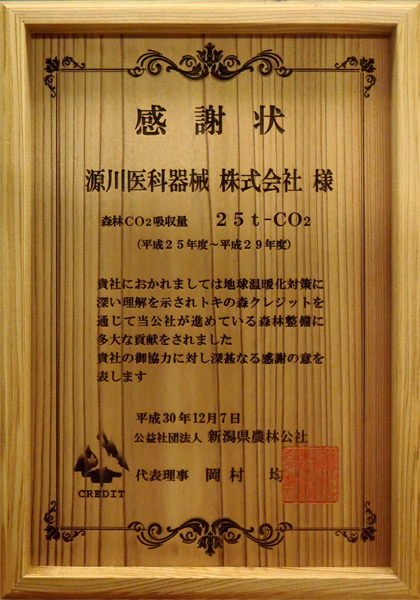 感謝状
源川医科器械 株式会社 様
森林CO2吸収量 25t-CO2
(平成25年度~平成29年度)
貴社におかれましては地球温暖化対策に
深い理解を示されトキの森クレジットを
通じて当公社が進めている森林整備に
多大な貢献をされました
貴社の御協力に対し深甚なる感謝の意を
表します
平成30年12月7日
公益社団法人 新潟県農林公社
代表理事 岡村 均
CREDIT